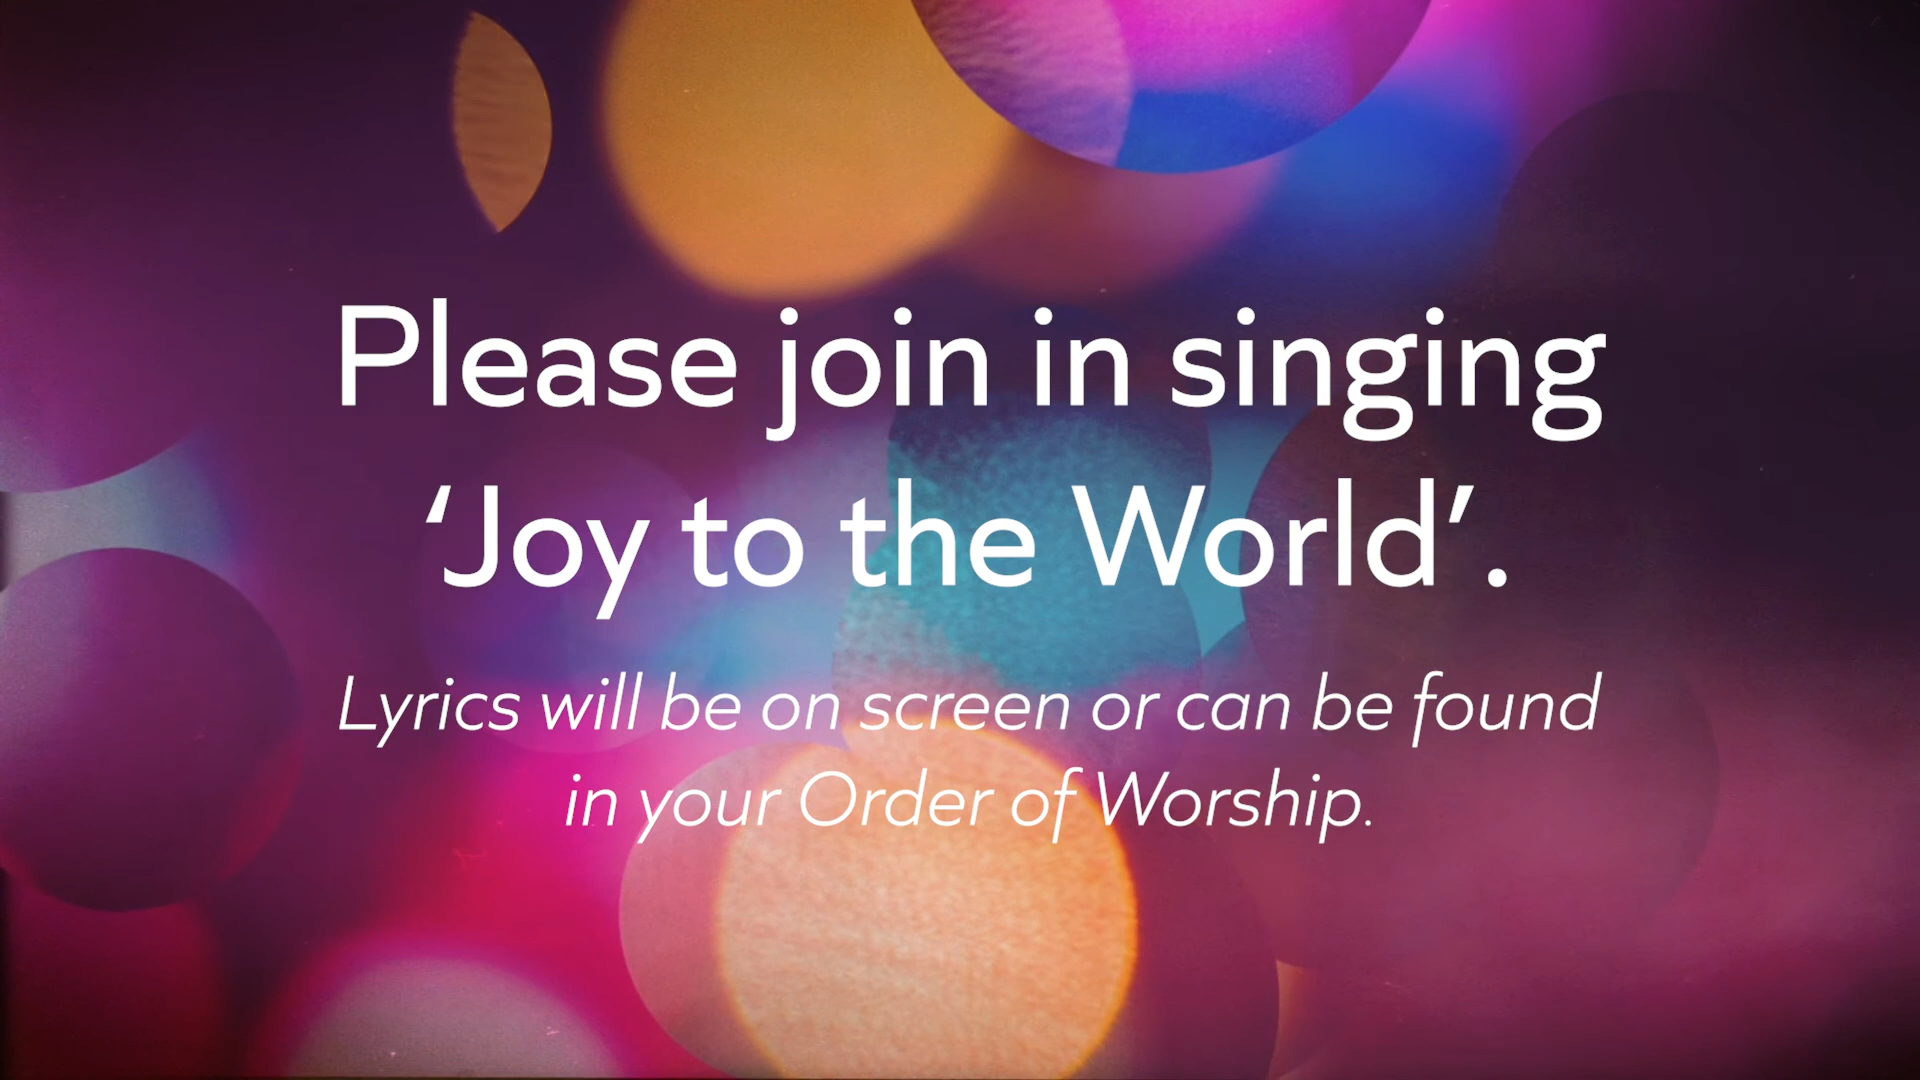 Please join in singing
‘Joy to the World’.
Lyrics will be on screen or can be found
in your Order of Worship.